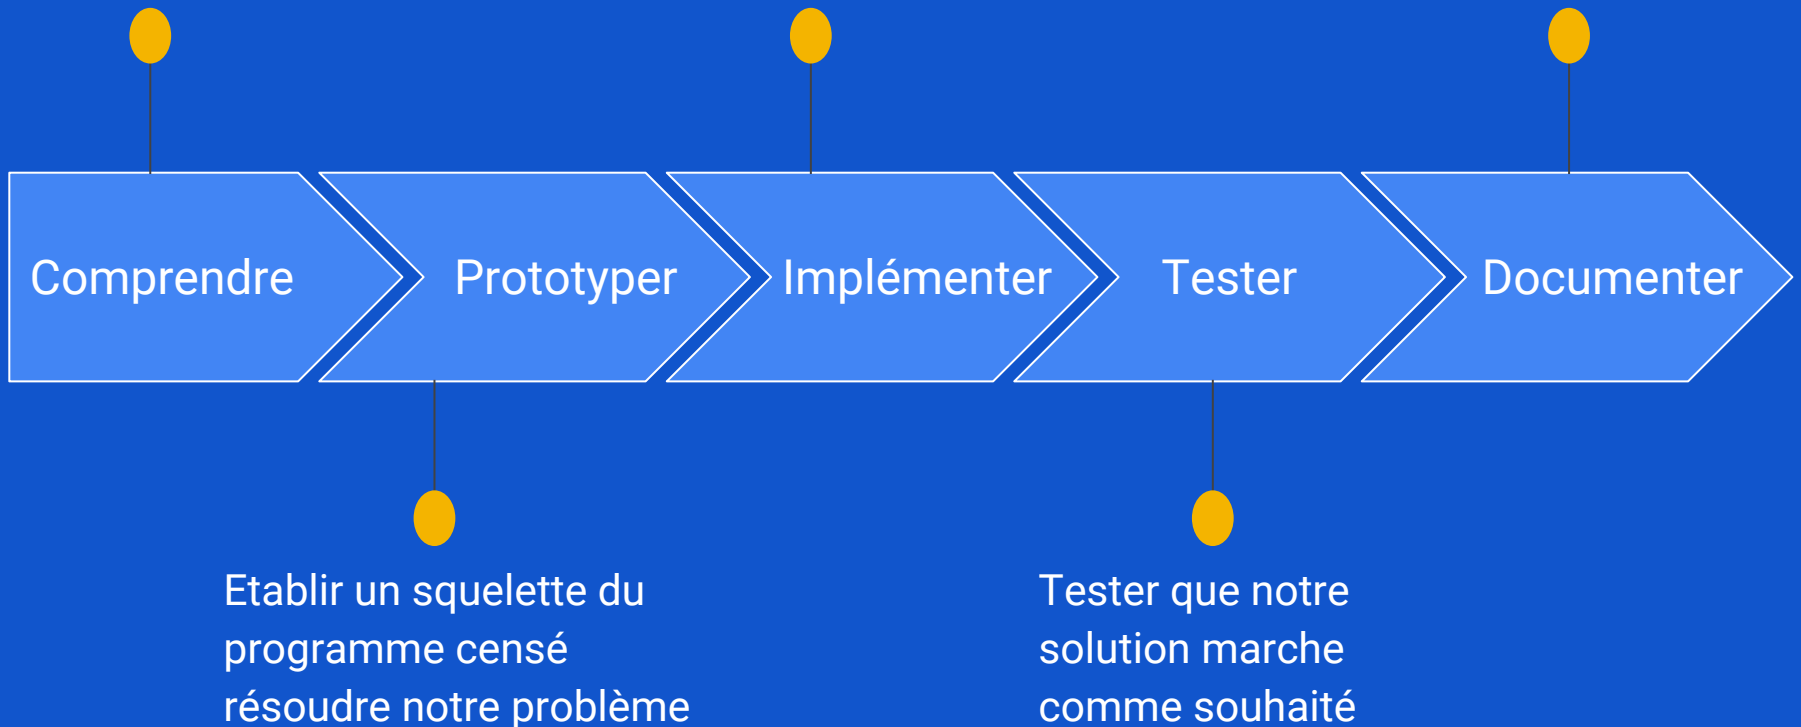 Comprendre
Prototyper
Implémenter
Tester
Documenter
Etablir un squelette du
programme censé
résoudre notre problème
Tester que notre
solution marche
comme souhaité